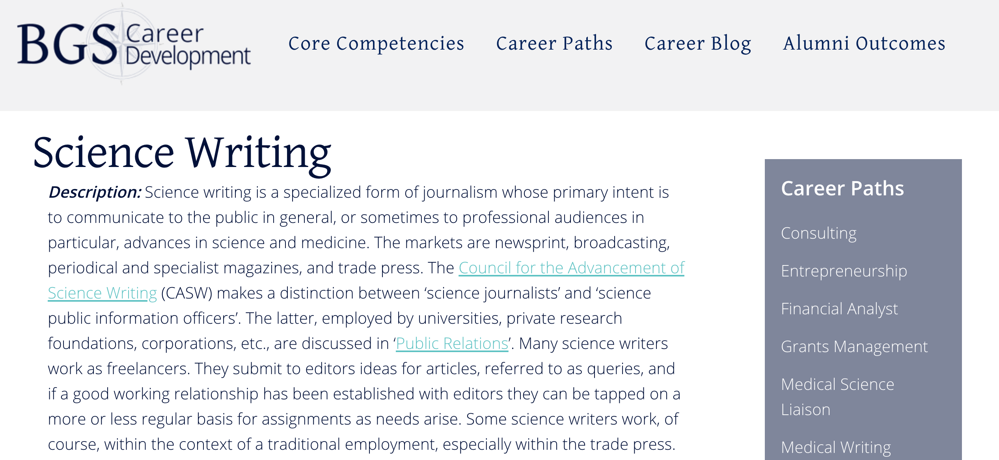 BGS Career Development
Core Competencies
Career Paths
Career Blog
Alumni Outcomes
Science Writing
Description: Science writing is a specialized form of journalism whose primary intent is
to communicate to the public in general, or sometimes to professional audiences in
particular, advances in science and medicine. The markets are newsprint, broadcasting,
periodical and specialist magazines, and trade press. The Council for the Advancement of
Science Writing (CASW) makes a distinction between ‘science journalists’ and ‘science
public information officers’. The latter, employed by universities, private research
foundations, corporations, etc., are discussed in ‘Public Relations’. Many science writers
work as freelancers. They submit to editors ideas for articles, referred to as queries, and
if a good working relationship has been established with editors they can be tapped on a
more or less regular basis for assignments as needs arise. Some science writers work, of
course, within the context of a traditional employment, especially within the trade press.
Career Paths
Consulting
Entrepreneurship
Financial Analyst
Grants Management
Medical Science
Liaison
Medical Writing